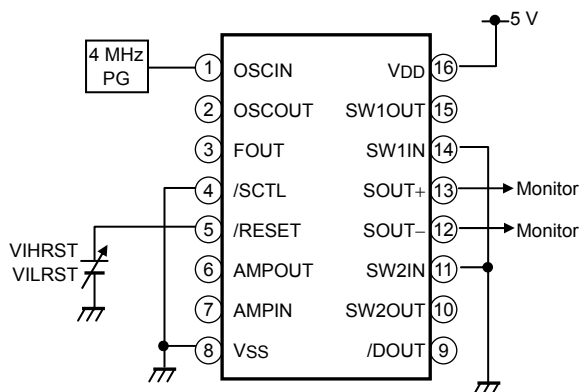 5 V
4 MHz
PG
1 OSCIN
2 OSCOUT
3 FOUT
4 /SCTL
5 /RESET
6 AMPOUT
7 AMPIN
8 VSS
VDD 16
SW1OUT 15
SW1IN 14
SOUT+ 13 Monitor
SOUT− 12 Monitor
SW2IN 11
SW2OUT 10
/DOUT 9
VIHRST
VILRST